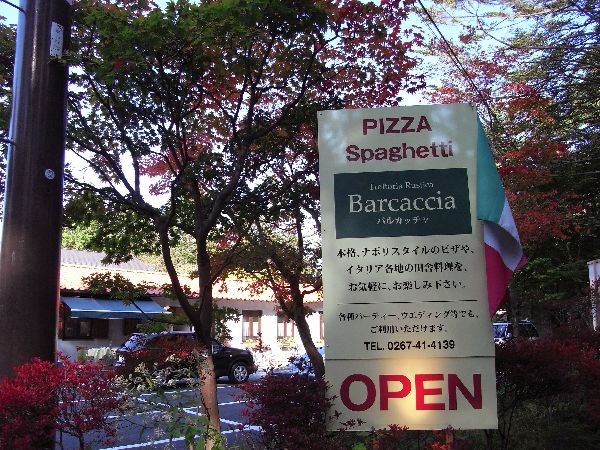 PIZZA
Spaghetti
Trattoria Rustica
Barcaccia
バルカッチャ
本格、ナポリスタイルのピザや、
イタリア各地の田舎料理を、
お気軽に、お楽しみ下さい。
各種パーティー、ウエディング等でも、
ご利用いただけます。
TEL. 0267-41-4139
OPEN